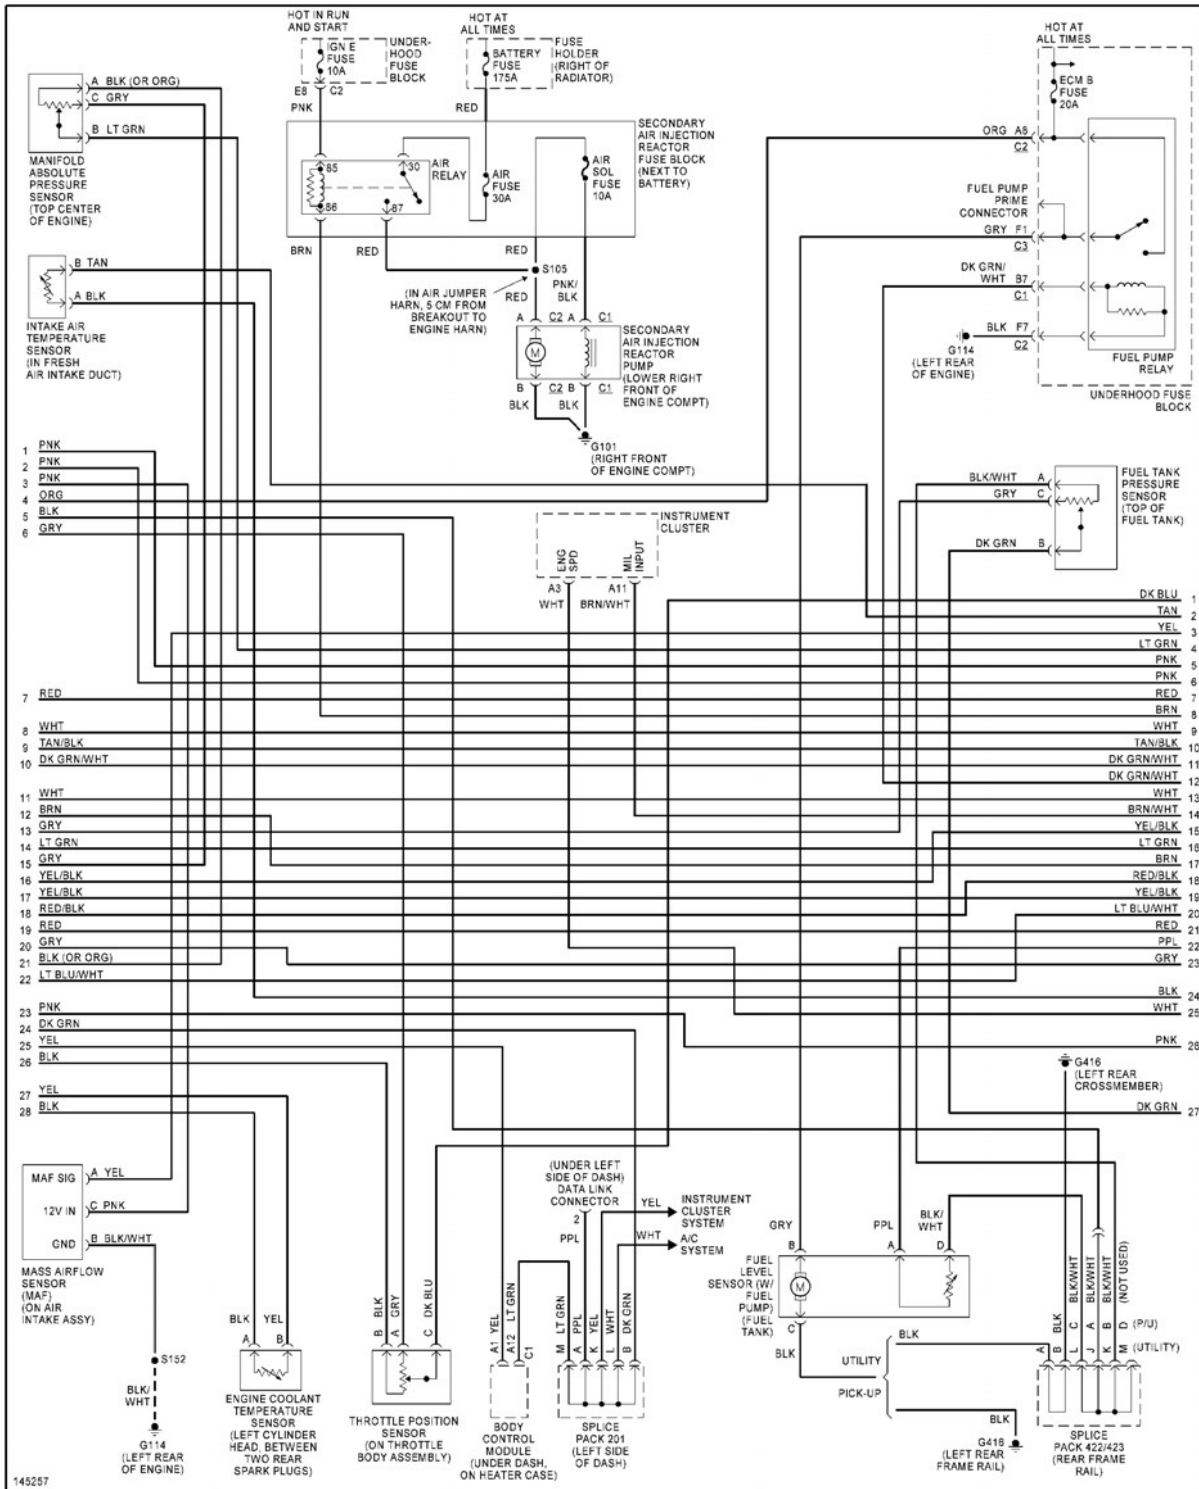 HOT IN RUN
AND START
IGN E
FUSE
10A
UNDER-
HOOD
FUSE
BLOCK
E8 C2
PNK
HOT AT
ALL TIMES
BATTERY
FUSE
175A
FUSE
HOLDER
(RIGHT OF
RADIATOR)
RED
HOT AT
ALL TIMES
ECM B
FUSE
20A
ORG A8
C2
FUEL PUMP
PRIME
CONNECTOR
GRY F1
C3
DK GRN/
WHT B7
C1
BLK F7
C2
G114
(LEFT REAR
OF ENGINE)
FUEL PUMP
RELAY
UNDERHOOD FUSE
BLOCK
A BLK (OR ORG)
C GRY
B LT GRN
MANIFOLD
ABSOLUTE
PRESSURE
SENSOR
(TOP CENTER
OF ENGINE)
B TAN
A BLK
INTAKE AIR
TEMPERATURE
SENSOR
(IN FRESH
AIR INTAKE DUCT)
85
30
AIR
RELAY
86
87
AIR
FUSE
30A
AIR
SOL
FUSE
10A
SECONDARY
AIR INJECTION
REACTOR
FUSE BLOCK
(NEXT TO
BATTERY)
BRN
RED
RED
S105
(IN AIR JUMPER
HARN, 5 CM FROM
BREAKOUT TO
ENGINE HARN)
RED
PNK/
BLK
A C2 A C1
M
SECONDARY
AIR INJECTION
REACTOR
PUMP
(LOWER RIGHT
FRONT OF
ENGINE COMPT)
B C2 B C1
BLK BLK
G101
(RIGHT FRONT
OF ENGINE COMPT)
BLK/WHT A
GRY C
DK GRN B
FUEL TANK
PRESSURE
SENSOR
(TOP OF
FUEL TANK)
INSTRUMENT
CLUSTER
ENG
SPD
MIL
INPUT
A3 A11
WHT BRN/WHT
1 PNK
2 PNK
3 PNK
4 ORG
5 BLK
6 GRY
7 RED
8 WHT
9 TAN/BLK
10 DK GRN/WHT
11 WHT
12 BRN
13 GRY
14 LT GRN
15 GRY
16 YEL/BLK
17 YEL/BLK
18 RED/BLK
19 RED
20 GRY
21 BLK (OR ORG)
22 LT BLU/WHT
23 PNK
24 DK GRN
25 YEL
26 BLK
27 YEL
28 BLK
DK BLU 1
TAN 2
YEL 3
LT GRN 4
PNK 5
PNK 6
RED 7
BRN 8
WHT 9
TAN/BLK 10
DK GRN/WHT 11
DK GRN/WHT 12
WHT 13
BRN/WHT 14
YEL/BLK 15
LT GRN 16
BRN 17
RED/BLK 18
YEL/BLK 19
LT BLU/WHT 20
RED 21
PPL 22
GRY 23
BLK 24
WHT 25
PNK 26
DK GRN 27
G416
(LEFT REAR
CROSSMEMBER)
MAF SIG A YEL
12V IN C PNK
GND B BLK/WHT
MASS AIRFLOW
SENSOR
(MAF)
(ON AIR
INTAKE ASSY)
S152
BLK/
WHT
G114
(LEFT REAR
OF ENGINE)
BLK YEL
A B
ENGINE COOLANT
TEMPERATURE
SENSOR
(LEFT CYLINDER
HEAD, BETWEEN
TWO REAR
SPARK PLUGS)
B BLK
A GRY
C DK BLU
THROTTLE POSITION
SENSOR
(ON THROTTLE
BODY ASSEMBLY)
A1 YEL
A12 LT GRN
C1
BODY
CONTROL
MODULE
(UNDER DASH,
ON HEATER CASE)
(UNDER LEFT
SIDE OF DASH)
DATA LINK
CONNECTOR
2
PPL
YEL
INSTRUMENT
CLUSTER
SYSTEM
WHT
A/C
SYSTEM
M LT GRN
A PPL
K YEL
L WHT
B DK GRN
SPLICE
PACK 201
(LEFT SIDE
OF DASH)
GRY
B
PPL
A
BLK/
WHT
D
M
FUEL
LEVEL
SENSOR (W/
FUEL
PUMP)
(FUEL
TANK)
C
BLK
UTILITY
PICK-UP
BLK
BLK
G416
(LEFT REAR
FRAME RAIL)
A
B BLK
L C BLK/WHT
J A BLK/WHT
K B BLK/WHT
M D (NOT USED)
(P/U)
(UTILITY)
SPLICE
PACK 422/423
(REAR FRAME
RAIL)
145257